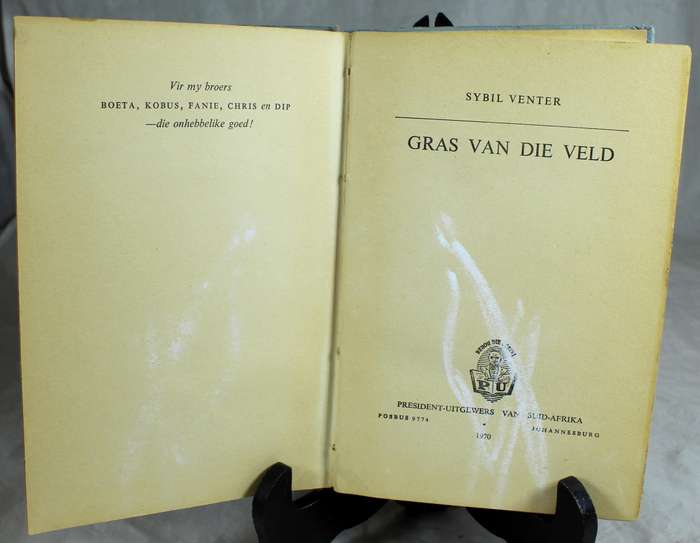 Vir my broers
BOETA, KOBUS, FANIE, CHRIS en DIP
—die onhebbelike goed!
SYBIL VENTER
GRAS VAN DIE VELD
PU
PRESIDENT-UITGEWERS VAN SUID-AFRIKA
POSBUS 9774 JOHANNESBURG
1970